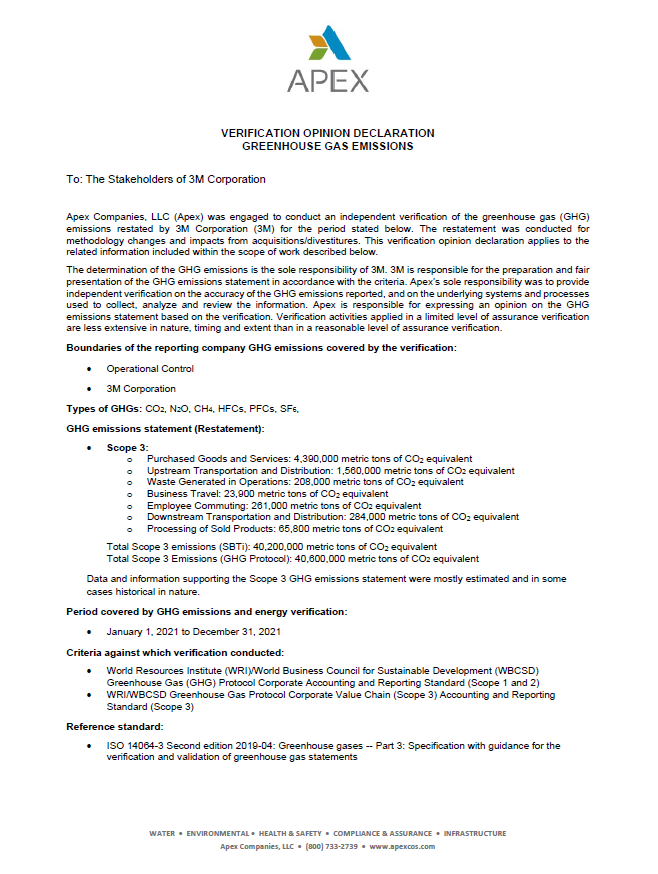 APEX
VERIFICATION OPINION DECLARATION
GREENHOUSE GAS EMISSIONS
To: The Stakeholders of 3M Corporation
Apex Companies, LLC (Apex) was engaged to conduct an independent verification of the greenhouse gas (GHG)
emissions restated by 3M Corporation (3M) for the period stated below. The restatement was conducted for
methodology changes and impacts from acquisitions/divestitures. This verification opinion declaration applies to the
related information included within the scope of work described below.
The determination of the GHG emissions is the sole responsibility of 3M. 3M is responsible for the preparation and fair
presentation of the GHG emissions statement in accordance with the criteria. Apex's sole responsibility was to provide
independent verification on the accuracy of the GHG emissions reported, and on the underlying systems and processes
used to collect, analyze and review the information. Apex is responsible for expressing an opinion on the GHG
emissions statement based on the verification. Verification activities applied in a limited level of assurance verification
are less extensive in nature, timing and extent than in a reasonable level of assurance verification.
Boundaries of the reporting company GHG emissions covered by the verification:
• Operational Control
• 3M Corporation
Types of GHGs: CO₂, N₂O, CH₄, HFCs, PFCs, SF₆,
GHG emissions statement (Restatement):
• Scope 3:
o Purchased Goods and Services: 4,390,000 metric tons of CO₂ equivalent
o Upstream Transportation and Distribution: 1,560,000 metric tons of CO₂ equivalent
o Waste Generated in Operations: 208,000 metric tons of CO₂ equivalent
o Business Travel: 23,900 metric tons of CO₂ equivalent
o Employee Commuting: 261,000 metric tons of CO₂ equivalent
o Downstream Transportation and Distribution: 284,000 metric tons of CO₂ equivalent
o Processing of Sold Products: 65,800 metric tons of CO₂ equivalent
Total Scope 3 emissions (SBTi): 40,200,000 metric tons of CO₂ equivalent
Total Scope 3 Emissions (GHG Protocol): 40,600,000 metric tons of CO₂ equivalent
Data and information supporting the Scope 3 GHG emissions statement were mostly estimated and in some
cases historical in nature.
Period covered by GHG emissions and energy verification:
• January 1, 2021 to December 31, 2021
Criteria against which verification conducted:
• World Resources Institute (WRI)/World Business Council for Sustainable Development (WBCSD)
Greenhouse Gas (GHG) Protocol Corporate Accounting and Reporting Standard (Scope 1 and 2)
• WRI/WBCSD Greenhouse Gas Protocol Corporate Value Chain (Scope 3) Accounting and Reporting
Standard (Scope 3)
Reference standard:
• ISO 14064-3 Second edition 2019-04: Greenhouse gases -- Part 3: Specification with guidance for the
verification and validation of greenhouse gas statements
WATER • ENVIRONMENTAL • HEALTH & SAFETY • COMPLIANCE & ASSURANCE • INFRASTRUCTURE
Apex Companies, LLC • (800) 733-2739 • www.apexcos.com